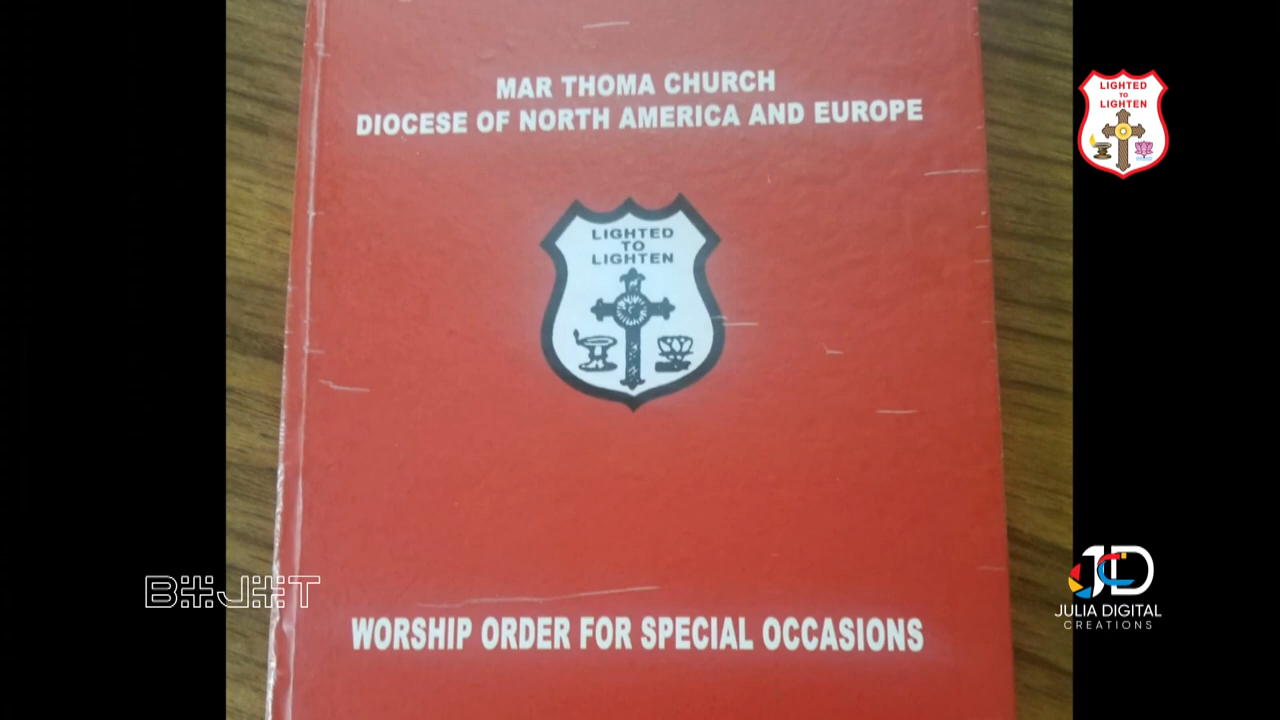 MAR THOMA CHURCH
DIOCESE OF NORTH AMERICA AND EUROPE
LIGHTED
TO
LIGHTEN
WORSHIP ORDER FOR SPECIAL OCCASIONS
LIGHTED
TO
LIGHTEN
JD
JULIA DIGITAL
CREATIONS